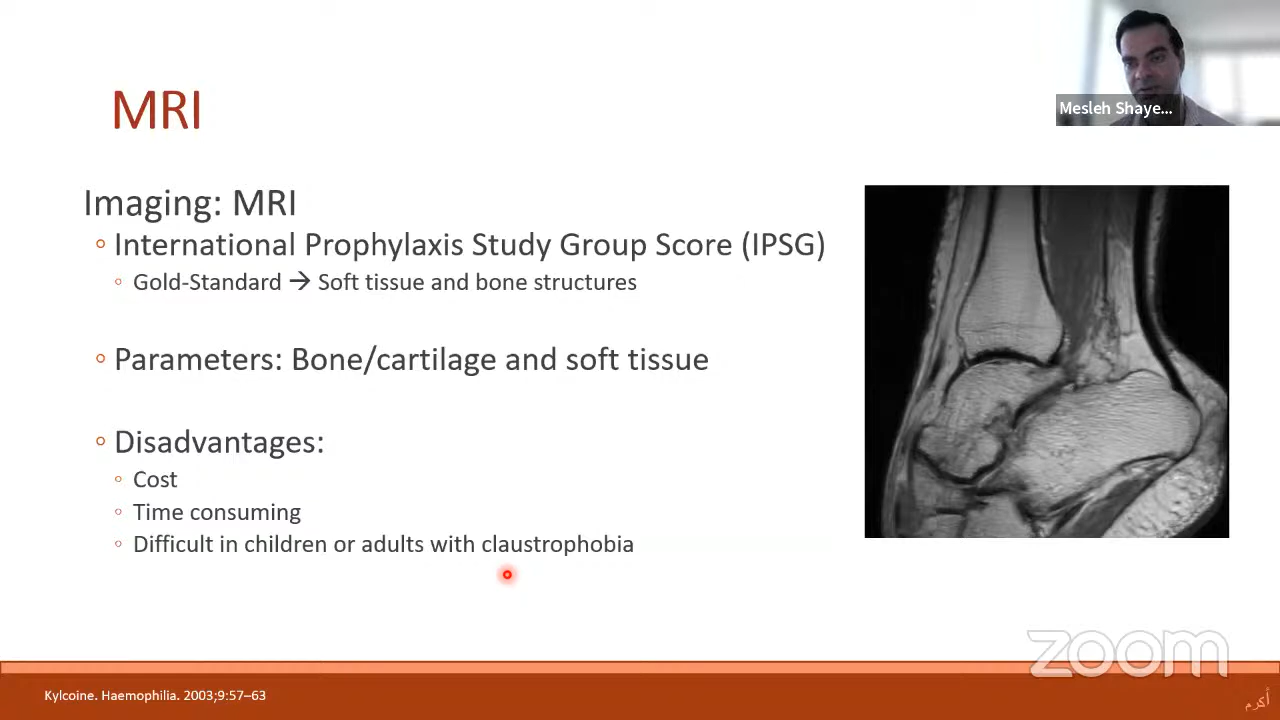 MRI
Mesleh Shaye...
Imaging: MRI
◦ International Prophylaxis Study Group Score (IPSG)
◦ Gold-Standard → Soft tissue and bone structures
◦ Parameters: Bone/cartilage and soft tissue
◦ Disadvantages:
◦ Cost
◦ Time consuming
◦ Difficult in children or adults with claustrophobia
zoom
Kylcoine. Haemophilia. 2003;9:57–63
أكرم